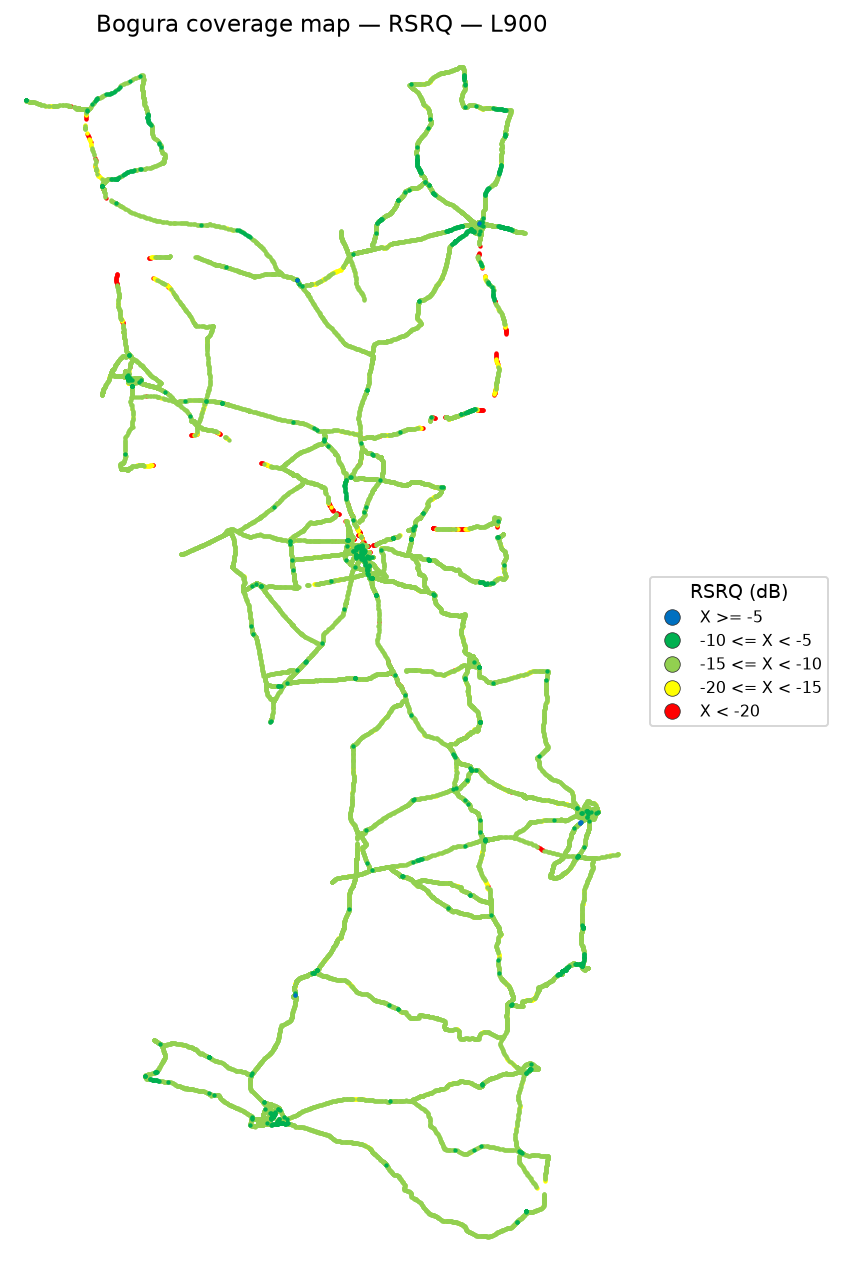 Bogura coverage map — RSRQ — L900
RSRQ (dB)
X >= -5
-10 <= X < -5
-15 <= X < -10
-20 <= X < -15
X < -20